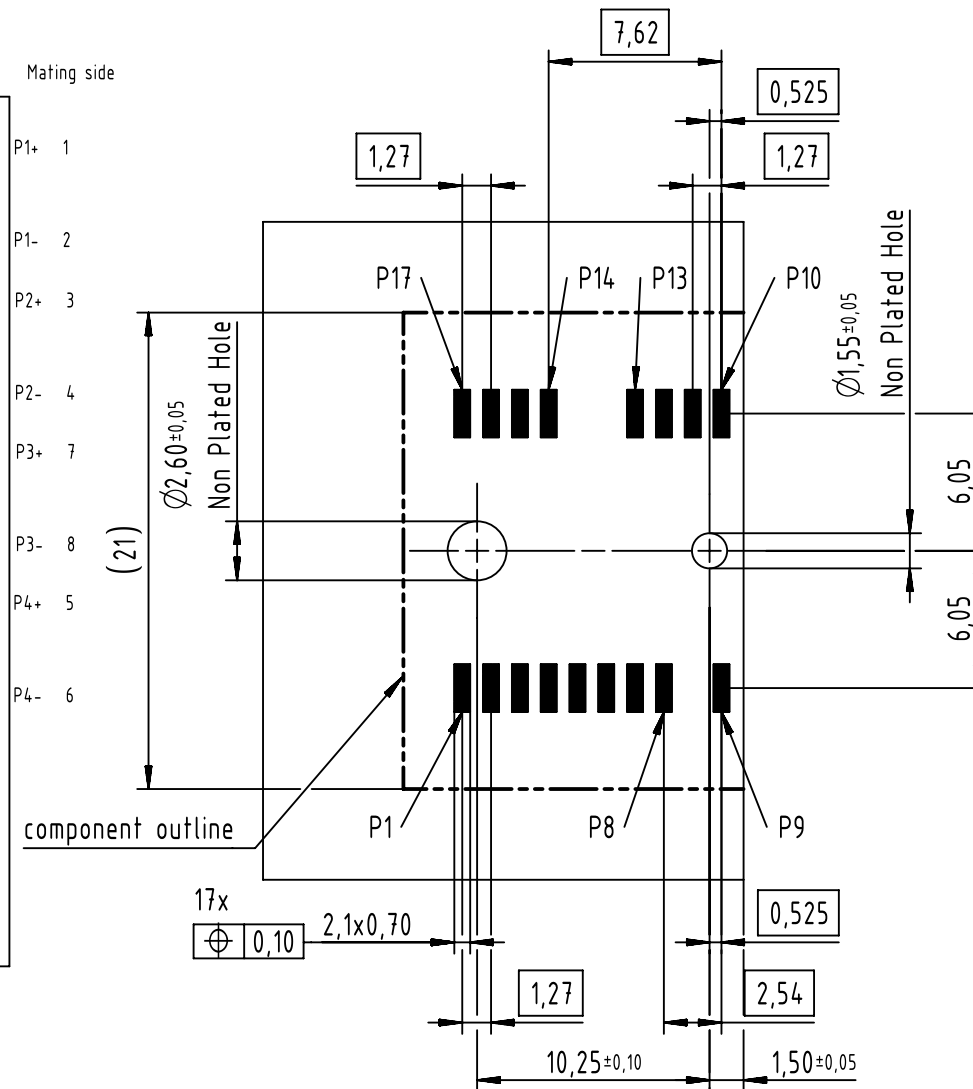 Mating side
P1+ 1
P1- 2
P2+ 3
P2- 4
P3+ 7
P3- 8
P4+ 5
P4- 6
7,62
0,525
1,27
1,27
P17
P14
P13
P10
Ø2,60±0,05
Non Plated Hole
Ø1,55±0,05
Non Plated Hole
(21)
6,05
6,05
component outline
P1
P8
P9
17x
⌖ 0,10
2,1x0,70
0,525
1,27
2,54
10,25±0,10
1,50±0,05